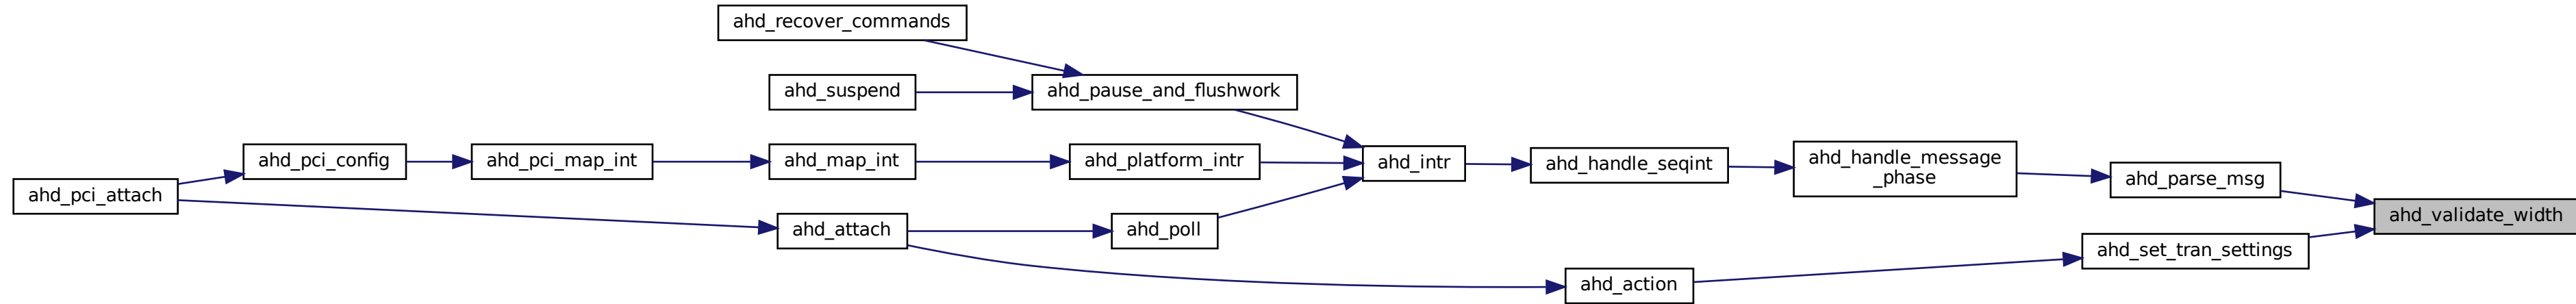 ahd_recover_commands
ahd_suspend
ahd_pause_and_flushwork
ahd_pci_config
ahd_pci_map_int
ahd_map_int
ahd_platform_intr
ahd_intr
ahd_handle_seqint
ahd_handle_message
_phase
ahd_parse_msg
ahd_pci_attach
ahd_validate_width
ahd_attach
ahd_poll
ahd_set_tran_settings
ahd_action